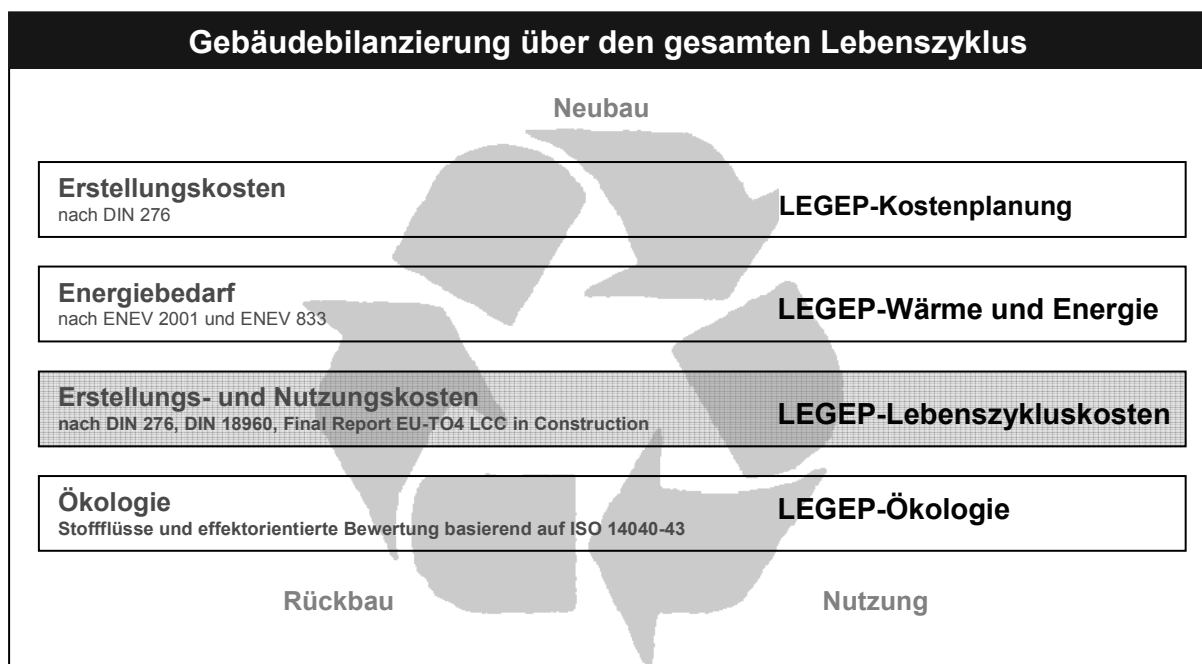 Gebäudebilanzierung über den gesamten Lebenszyklus
Neubau
Erstellungskosten
nach DIN 276
LEGEP-Kostenplanung
Energiebedarf
nach ENEV 2001 und ENEV 833
LEGEP-Wärme und Energie
Erstellungs- und Nutzungskosten
nach DIN 276, DIN 18960, Final Report EU-TO4 LCC in Construction
LEGEP-Lebenszykluskosten
Ökologie
Stoffflüsse und effektorientierte Bewertung basierend auf ISO 14040-43
LEGEP-Ökologie
Rückbau
Nutzung